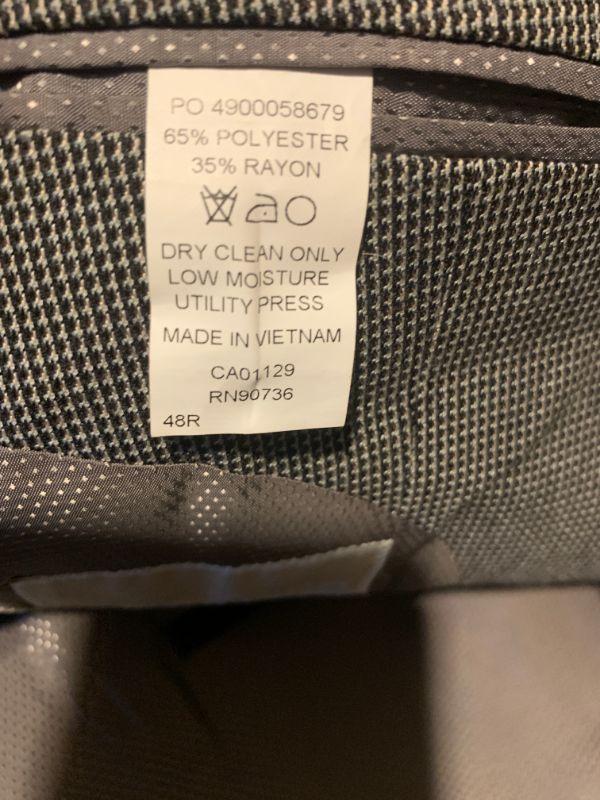 PO 4900058679
65% POLYESTER
35% RAYON
DRY CLEAN ONLY
LOW MOISTURE
UTILITY PRESS
MADE IN VIETNAM
CA01129
RN90736
48R